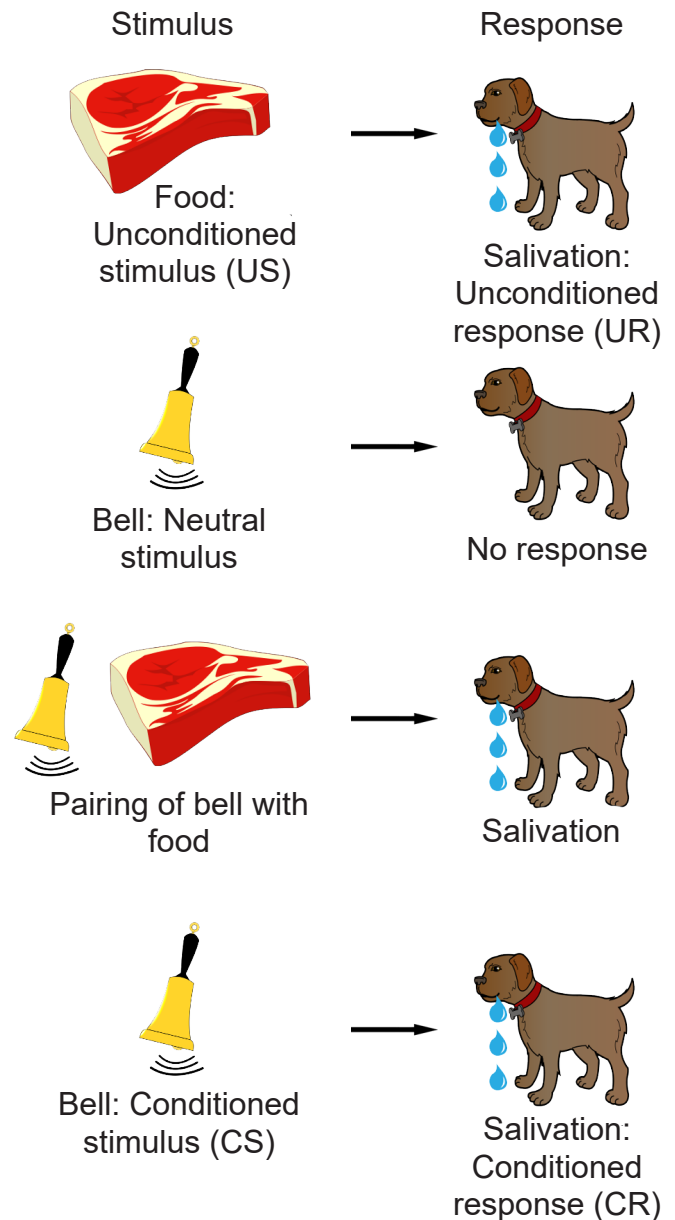 Stimulus
Response
Food:
Unconditioned
stimulus (US)
Salivation:
Unconditioned
response (UR)
Bell: Neutral
stimulus
No response
Pairing of bell with
food
Salivation
Bell: Conditioned
stimulus (CS)
Salivation:
Conditioned
response (CR)